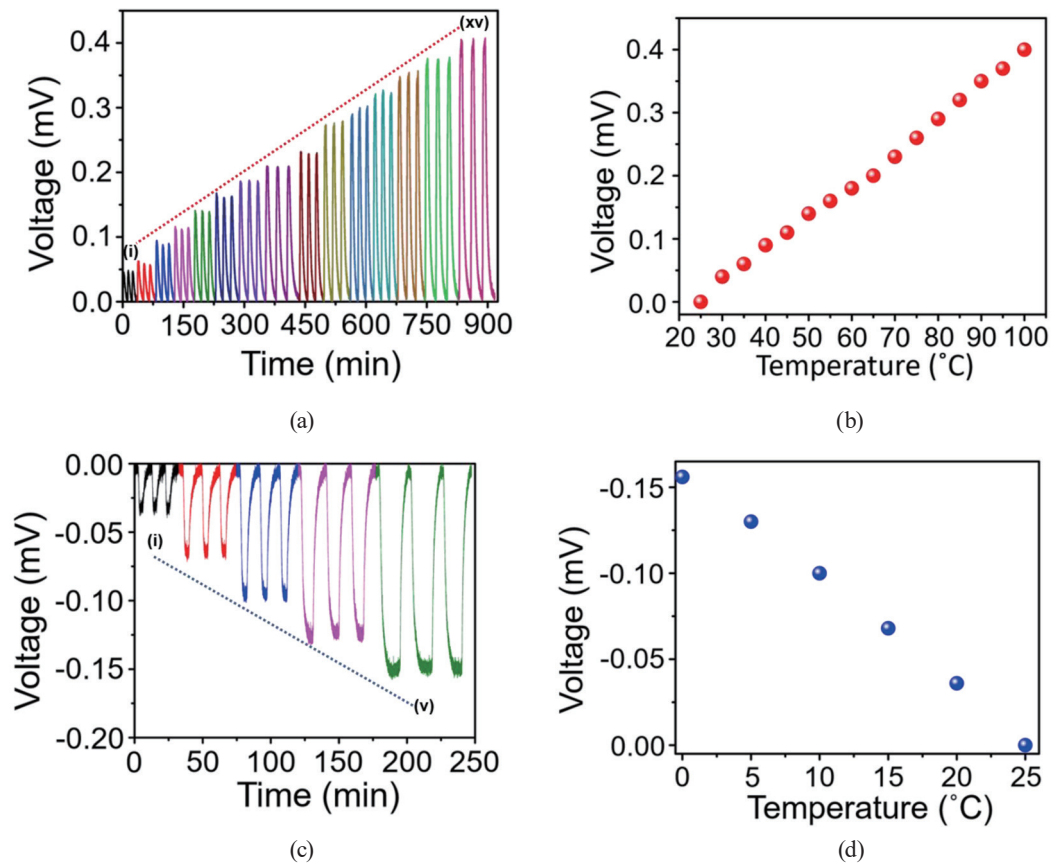 0.4
0.3
0.2
0.1
0.0
Voltage (mV)
(i)
(xv)
0 150 300 450 600 750 900
Time (min)
(a)
0.4
0.3
0.2
0.1
0.0
Voltage (mV)
20 30 40 50 60 70 80 90 100
Temperature (˚C)
(b)
0.00
-0.05
-0.10
-0.15
-0.20
Voltage (mV)
(i)
(v)
0 50 100 150 200 250
Time (min)
(c)
-0.15
-0.10
-0.05
0.00
Voltage (mV)
0 5 10 15 20 25
Temperature (˚C)
(d)